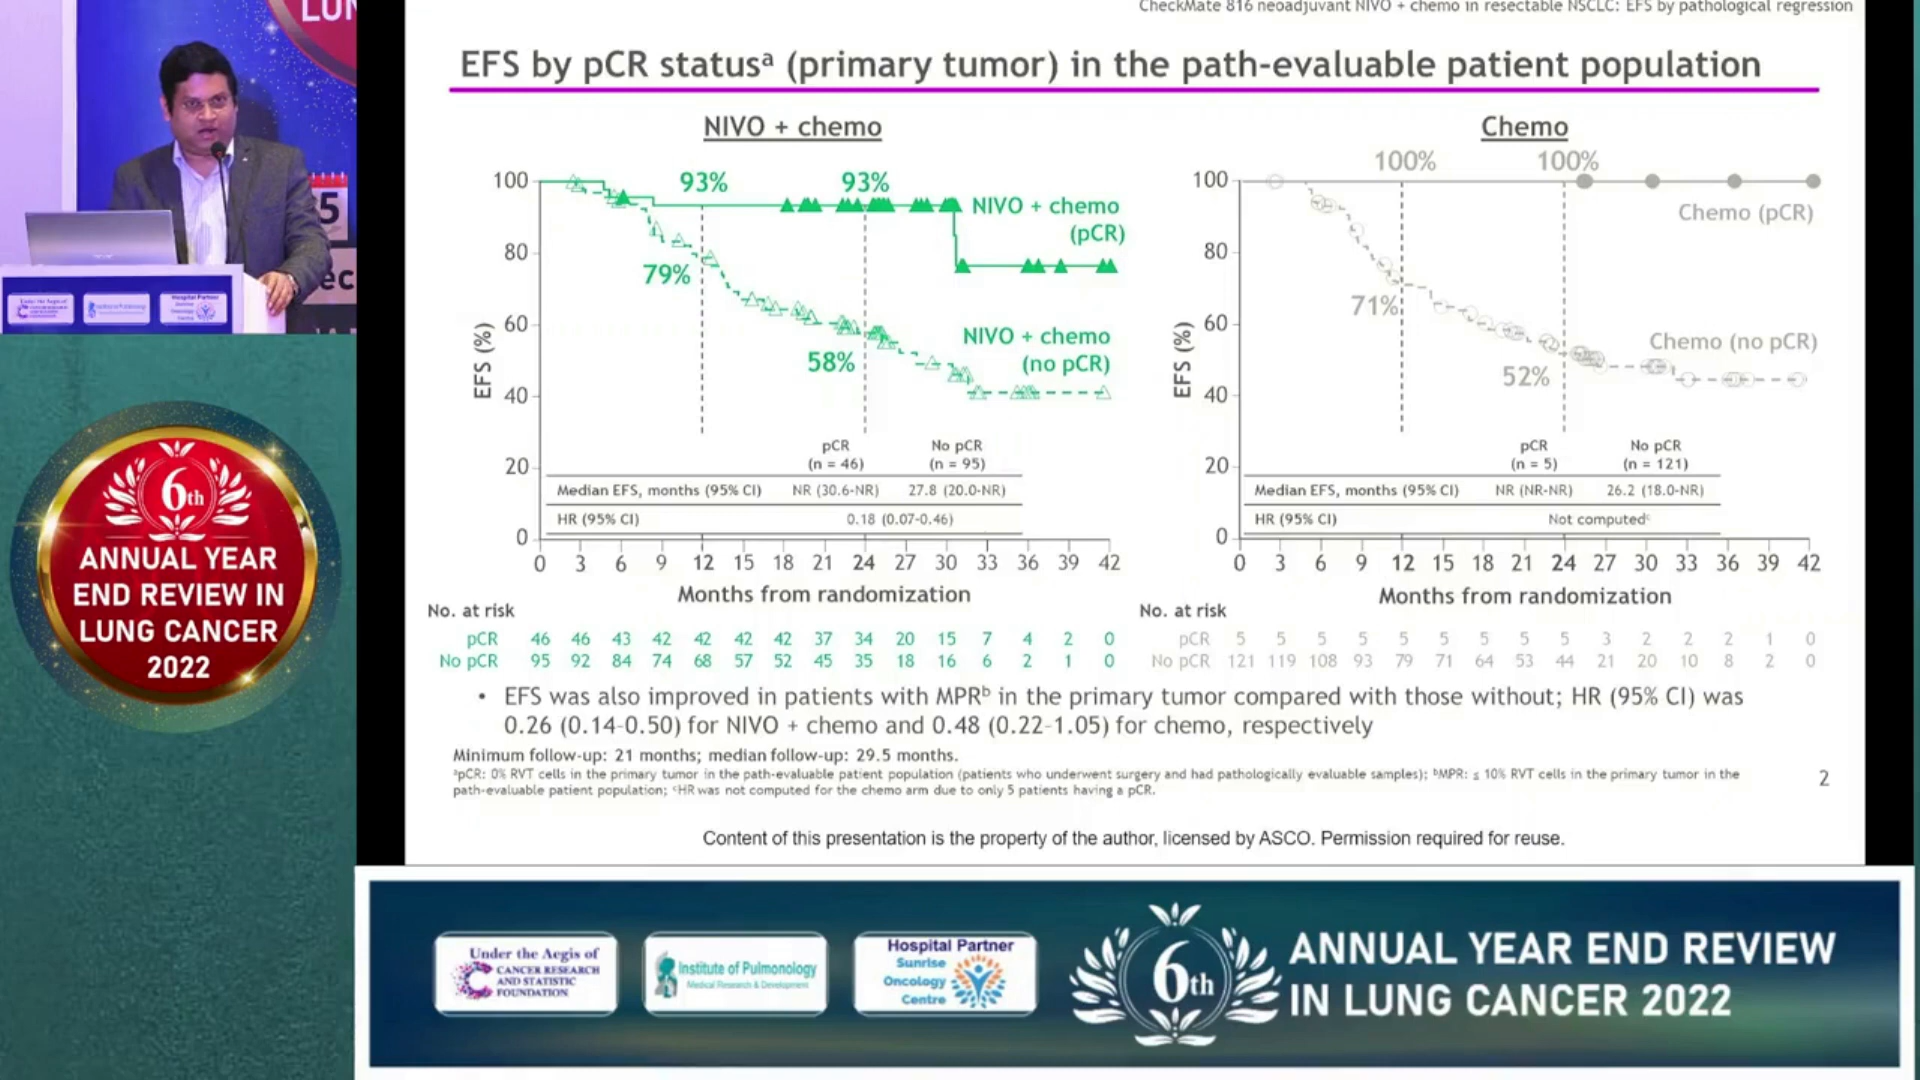 LUN
5
ec
Under the Aegis of
Hospital Partner
Sunrise
Oncology
Centre
6th
ANNUAL YEAR
END REVIEW IN
LUNG CANCER
2022
CheckMate 816 neoadjuvant NIVO + chemo in resectable NSCLC: EFS by pathological regression
EFS by pCR statusᵃ (primary tumor) in the path-evaluable patient population
NIVO + chemo
100
80
60
40
20
0
EFS (%)
93%
93%
NIVO + chemo
(pCR)
79%
NIVO + chemo
(no pCR)
58%
pCR No pCR
(n = 46) (n = 95)
Median EFS, months (95% CI) NR (30.6-NR) 27.8 (20.0-NR)
HR (95% CI) 0.18 (0.07-0.46)
0 3 6 9 12 15 18 21 24 27 30 33 36 39 42
Months from randomization
No. at risk
pCR 46 46 43 42 42 42 42 37 34 20 15 7 4 2 0
No pCR 95 92 84 74 68 57 52 45 35 18 16 6 2 1 0
Chemo
100% 100%
100
80
60
40
20
0
EFS (%)
Chemo (pCR)
71%
Chemo (no pCR)
52%
pCR No pCR
(n = 5) (n = 121)
Median EFS, months (95% CI) NR (NR-NR) 26.2 (18.0-NR)
HR (95% CI) Not computedᶜ
0 3 6 9 12 15 18 21 24 27 30 33 36 39 42
Months from randomization
No. at risk
pCR 5 5 5 5 5 5 5 5 5 3 2 2 2 1 0
No pCR 121 119 108 93 79 71 64 53 44 21 20 10 8 2 0
• EFS was also improved in patients with MPRᵇ in the primary tumor compared with those without; HR (95% CI) was
0.26 (0.14-0.50) for NIVO + chemo and 0.48 (0.22-1.05) for chemo, respectively
Minimum follow-up: 21 months; median follow-up: 29.5 months.
ᵃpCR: 0% RVT cells in the primary tumor in the path-evaluable patient population (patients who underwent surgery and had pathologically evaluable samples); ᵇMPR: ≤ 10% RVT cells in the primary tumor in the
path-evaluable patient population; ᶜHR was not computed for the chemo arm due to only 5 patients having a pCR.
2
Content of this presentation is the property of the author, licensed by ASCO. Permission required for reuse.
Under the Aegis of
CANCER RESEARCH
AND STATISTIC
FOUNDATION
Institute of Pulmonology
Medical Research & Development
Hospital Partner
Sunrise
Oncology
Centre
6th
ANNUAL YEAR END REVIEW
IN LUNG CANCER 2022